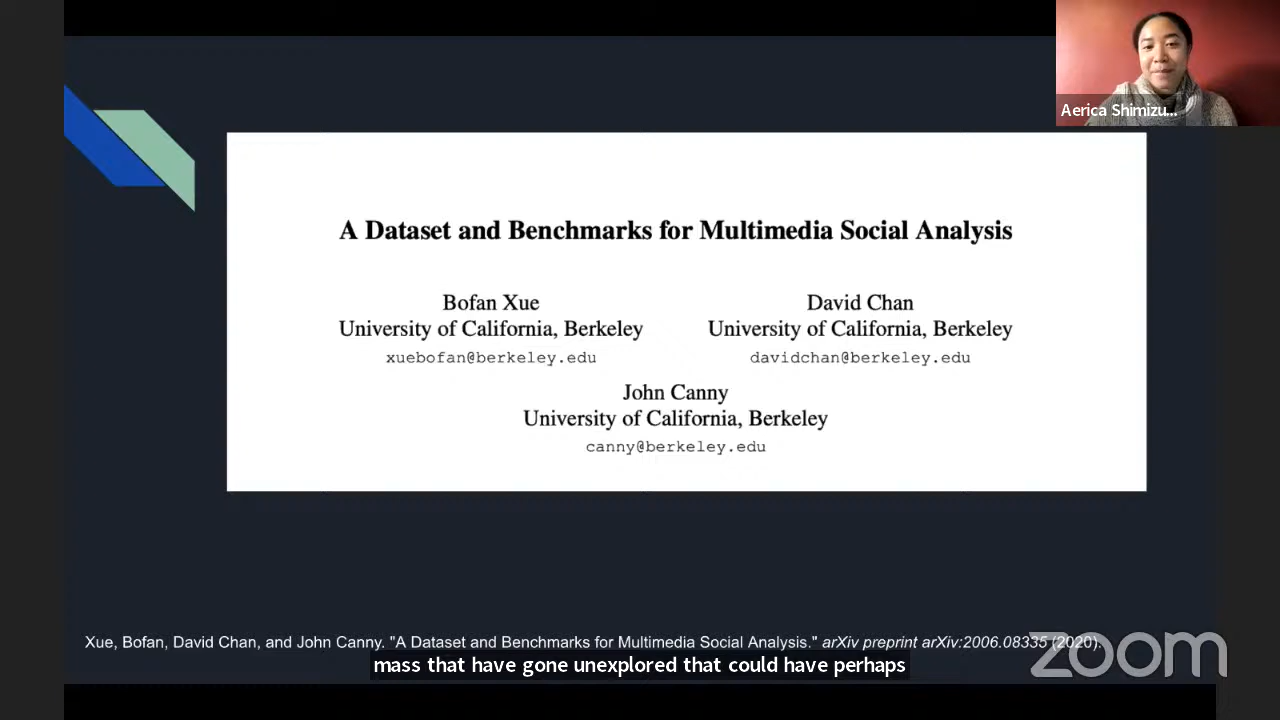 Aerica Shimizu...
A Dataset and Benchmarks for Multimedia Social Analysis
Bofan Xue
University of California, Berkeley
xuebofan@berkeley.edu
David Chan
University of California, Berkeley
davidchan@berkeley.edu
John Canny
University of California, Berkeley
canny@berkeley.edu
Xue, Bofan, David Chan, and John Canny. "A Dataset and Benchmarks for Multimedia Social Analysis." arXiv preprint arXiv:2006.08335 (2020).
mass that have gone unexplored that could have perhaps
zoom